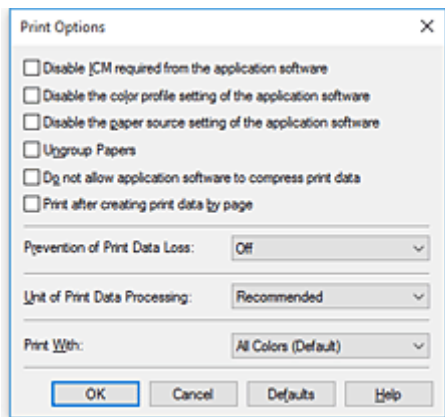 Print Options
Disable ICM required from the application software
Disable the color profile setting of the application software
Disable the paper source setting of the application software
Ungroup Papers
Do not allow application software to compress print data
Print after creating print data by page
Prevention of Print Data Loss: Off
Unit of Print Data Processing: Recommended
Print With: All Colors (Default)
OK Cancel Defaults Help